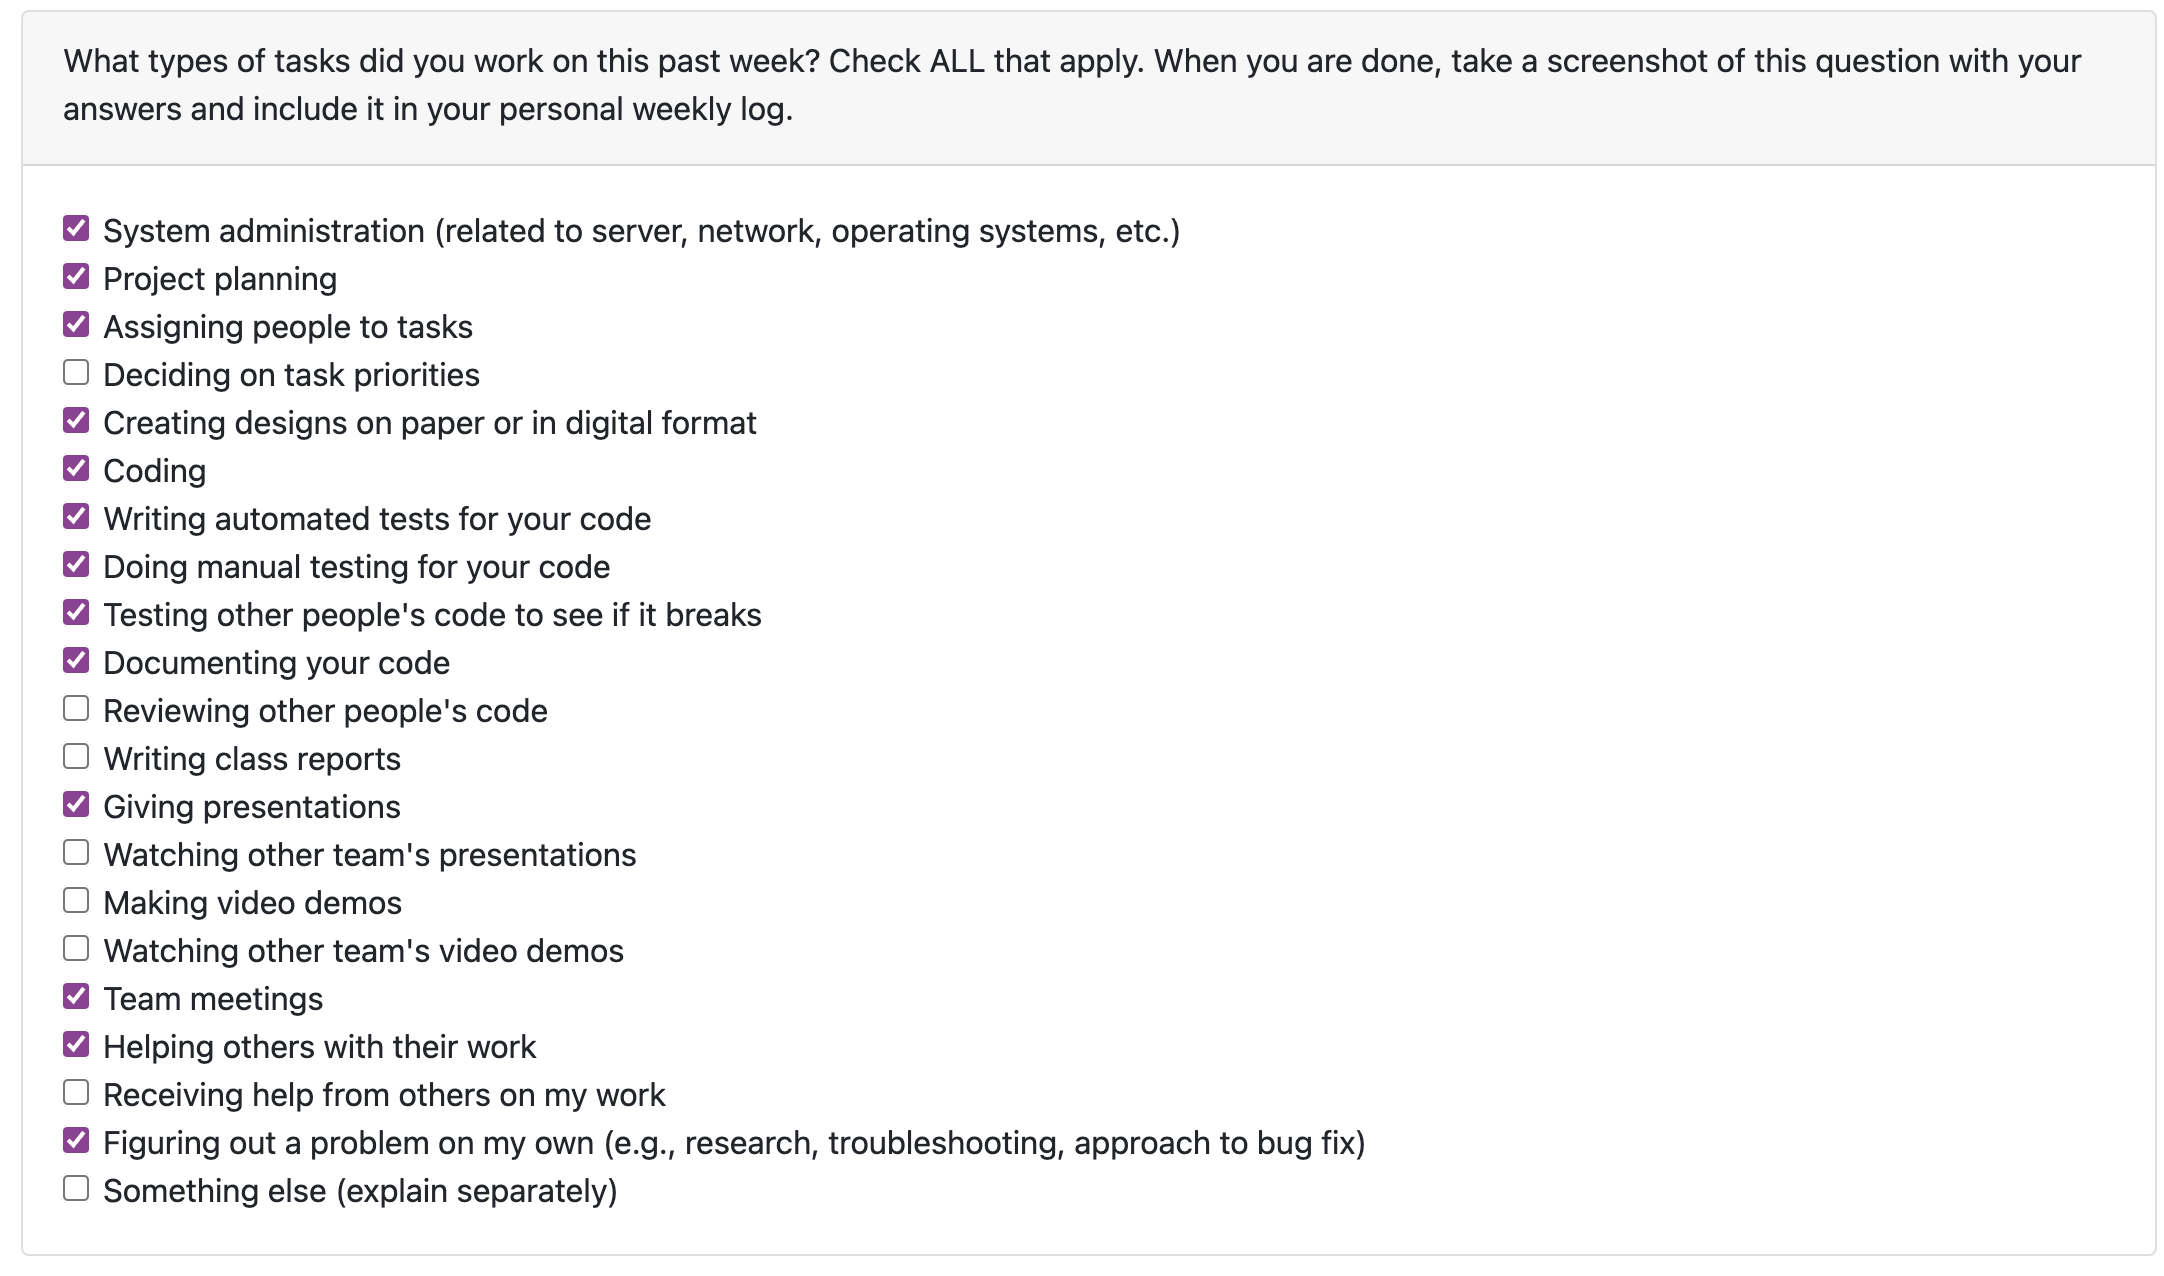 What types of tasks did you work on this past week? Check ALL that apply. When you are done, take a screenshot of this question with your
answers and include it in your personal weekly log.
System administration (related to server, network, operating systems, etc.)
Project planning
Assigning people to tasks
Deciding on task priorities
Creating designs on paper or in digital format
Coding
Writing automated tests for your code
Doing manual testing for your code
Testing other people's code to see if it breaks
Documenting your code
Reviewing other people's code
Writing class reports
Giving presentations
Watching other team's presentations
Making video demos
Watching other team's video demos
Team meetings
Helping others with their work
Receiving help from others on my work
Figuring out a problem on my own (e.g., research, troubleshooting, approach to bug fix)
Something else (explain separately)